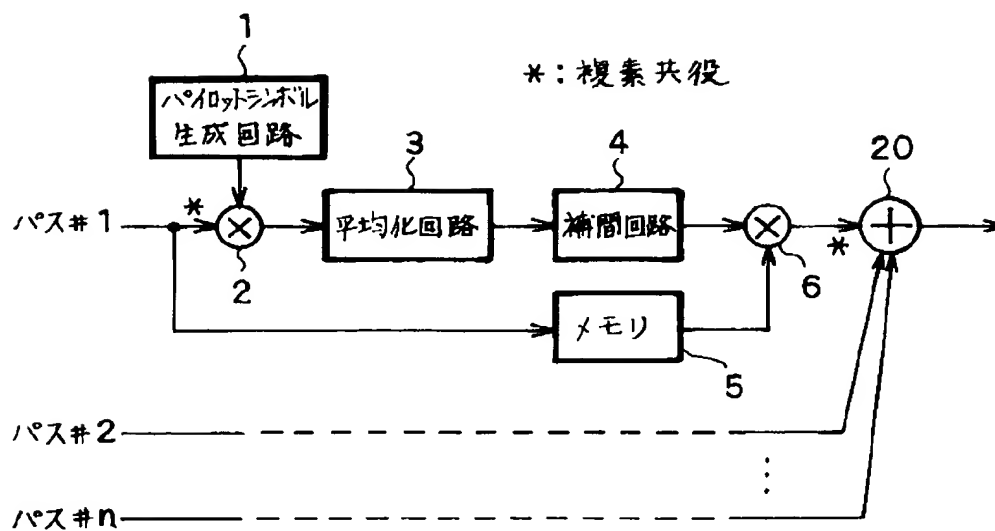 1
*：複素共役
パイロットシンボル
生成回路
3
4
20
パス#1
*
平均化回路
補間回路
*
2
6
メモリ
5
パス#2
パス#n